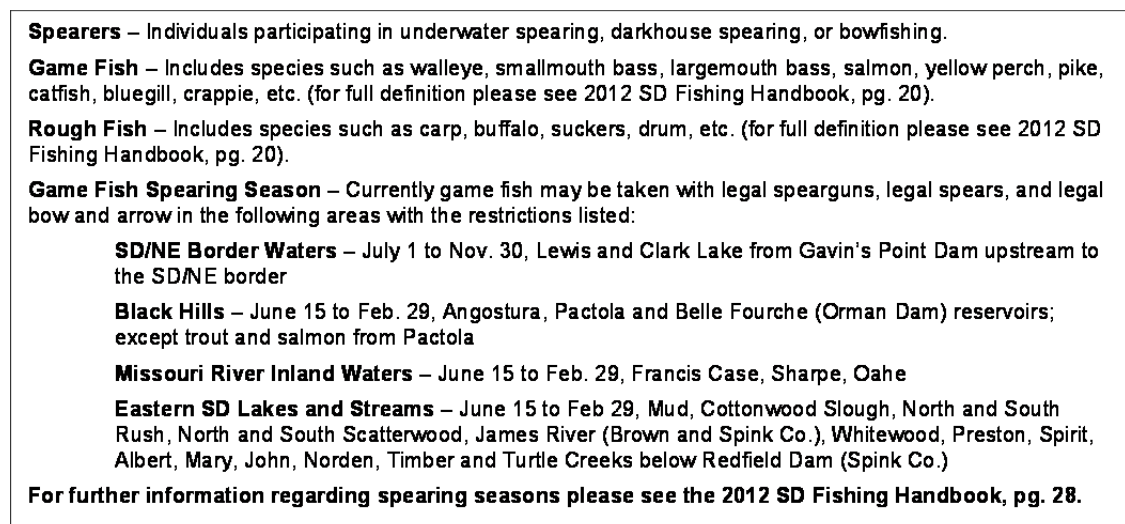 Spearers – Individuals participating in underwater spearing, darkhouse spearing, or bowfishing.
Game Fish – Includes species such as walleye, smallmouth bass, largemouth bass, salmon, yellow perch, pike,
catfish, bluegill, crappie, etc. (for full definition please see 2012 SD Fishing Handbook, pg. 20).
Rough Fish – Includes species such as carp, buffalo, suckers, drum, etc. (for full definition please see 2012 SD
Fishing Handbook, pg. 20).
Game Fish Spearing Season – Currently game fish may be taken with legal spearguns, legal spears, and legal
bow and arrow in the following areas with the restrictions listed:
SD/NE Border Waters – July 1 to Nov. 30, Lewis and Clark Lake from Gavin's Point Dam upstream to
the SD/NE border
Black Hills – June 15 to Feb. 29, Angostura, Pactola and Belle Fourche (Orman Dam) reservoirs;
except trout and salmon from Pactola
Missouri River Inland Waters – June 15 to Feb. 29, Francis Case, Sharpe, Oahe
Eastern SD Lakes and Streams – June 15 to Feb 29, Mud, Cottonwood Slough, North and South
Rush, North and South Scatterwood, James River (Brown and Spink Co.), Whitewood, Preston, Spirit,
Albert, Mary, John, Norden, Timber and Turtle Creeks below Redfield Dam (Spink Co.)
For further information regarding spearing seasons please see the 2012 SD Fishing Handbook, pg. 28.